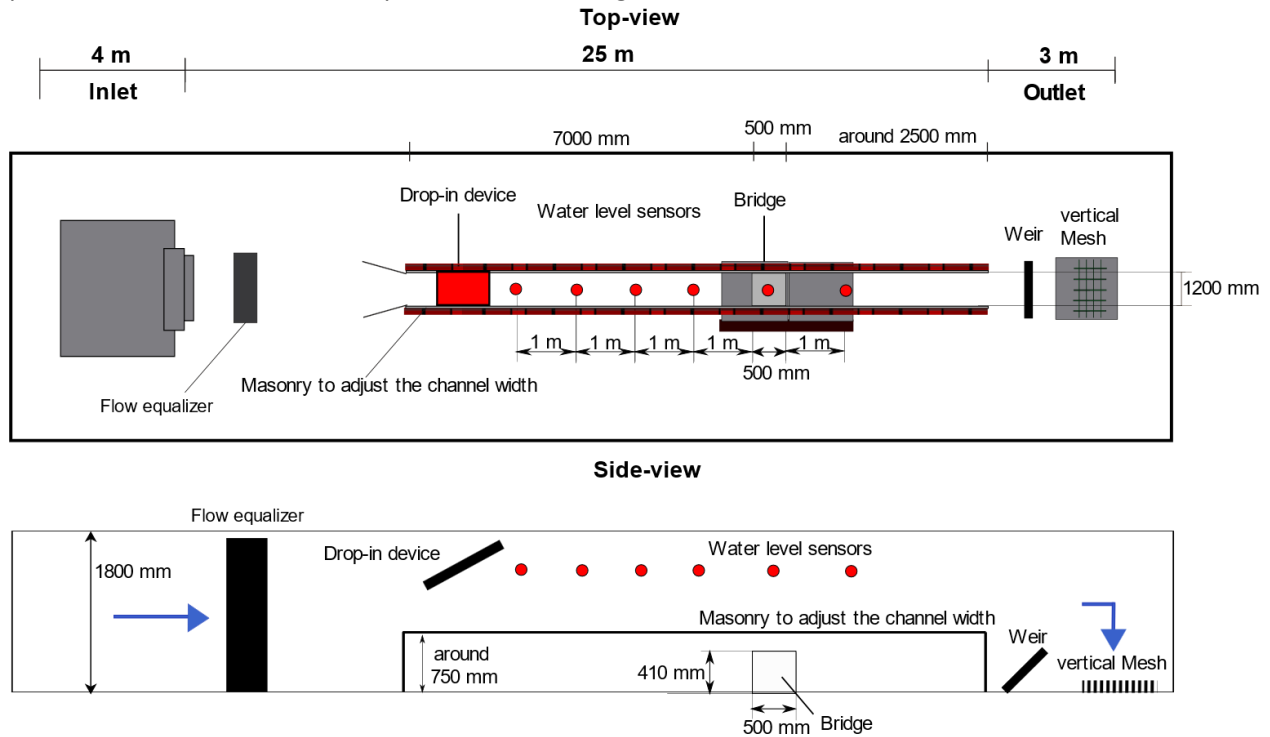 Top-view
4 m
25 m
3 m
Inlet
Outlet
7000 mm
500 mm
around 2500 mm
Drop-in device
Water level sensors
Bridge
Weir
vertical
Mesh
1200 mm
1 m
1 m
1 m
1 m
1 m
500 mm
Masonry to adjust the channel width
Flow equalizer
Side-view
Flow equalizer
Drop-in device
Water level sensors
1800 mm
Masonry to adjust the channel width
Weir
around
750 mm
410 mm
vertical Mesh
500 mm
Bridge